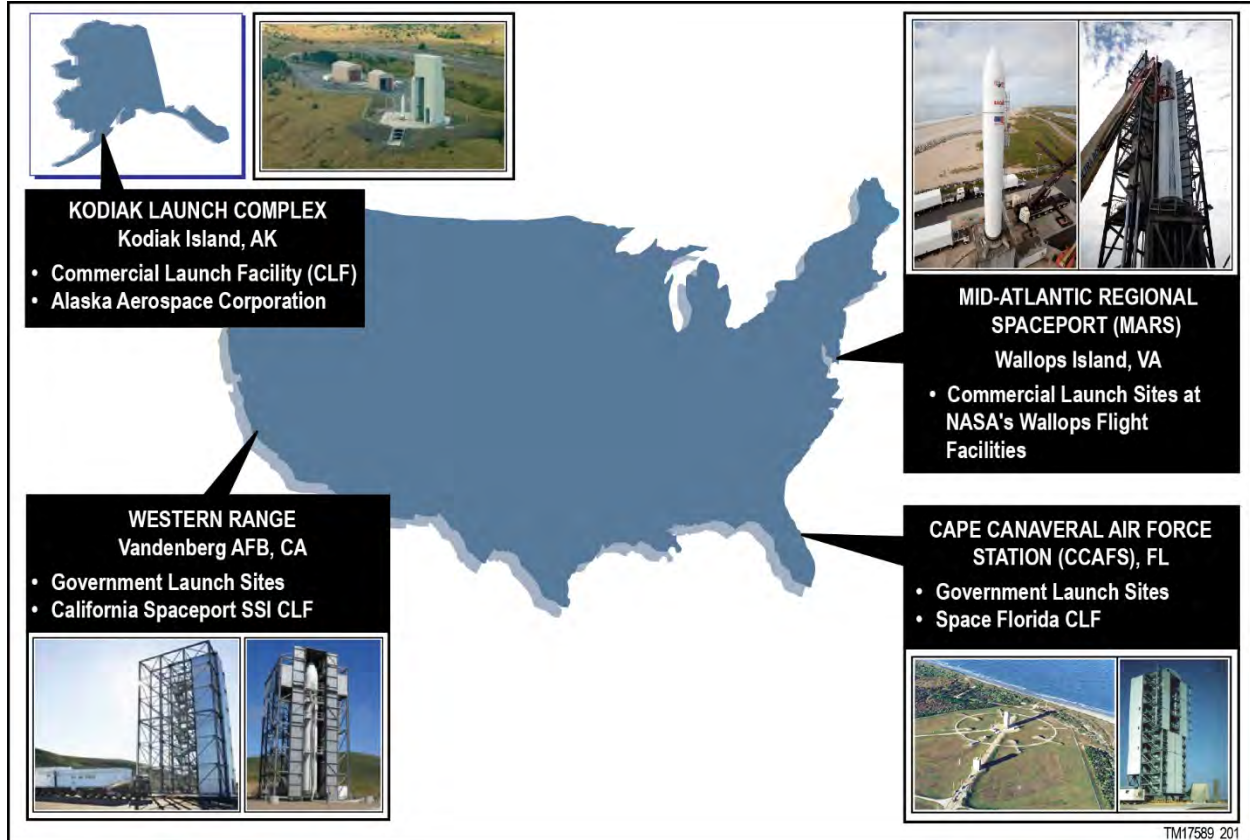 KODIAK LAUNCH COMPLEX
Kodiak Island, AK
• Commercial Launch Facility (CLF)
• Alaska Aerospace Corporation
MID-ATLANTIC REGIONAL
SPACEPORT (MARS)
Wallops Island, VA
• Commercial Launch Sites at
NASA's Wallops Flight
Facilities
WESTERN RANGE
Vandenberg AFB, CA
• Government Launch Sites
• California Spaceport SSI CLF
CAPE CANAVERAL AIR FORCE
STATION (CCAFS), FL
• Government Launch Sites
• Space Florida CLF
TM17589_201